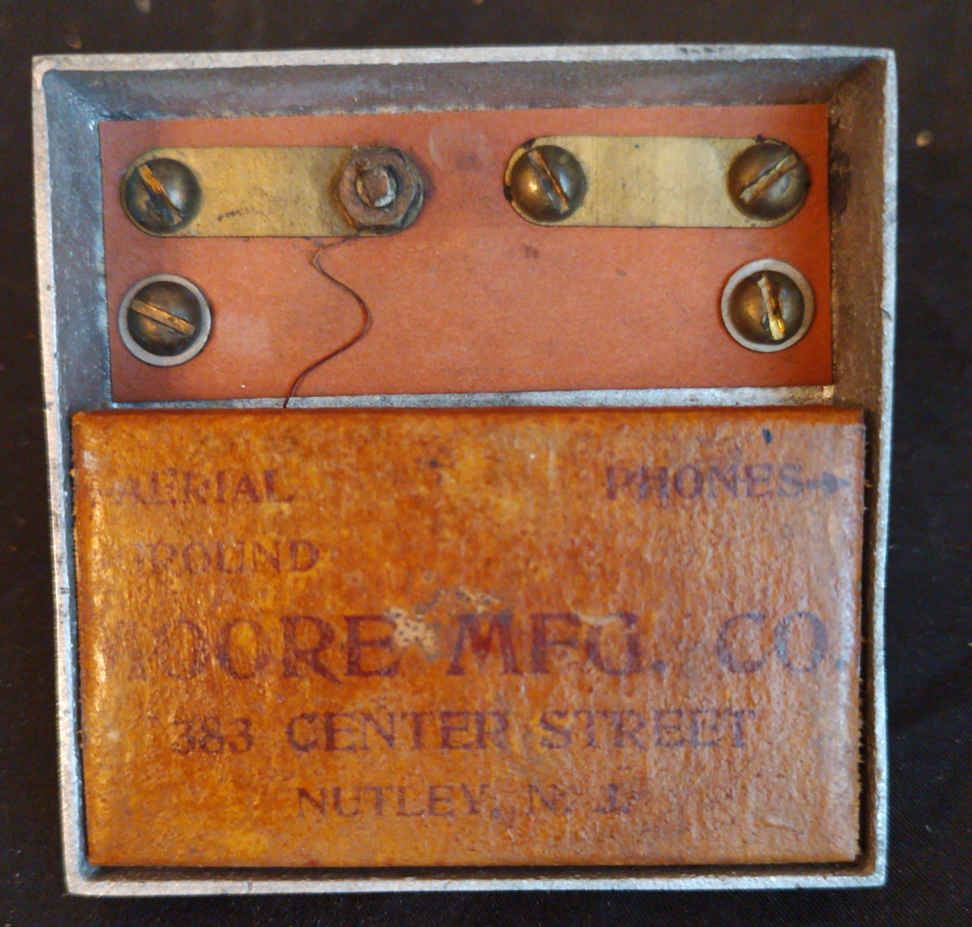 AERIAL PHONES→
GROUND
MOORE MFG. CO.
383 CENTER STREET
NUTLEY, N. J.